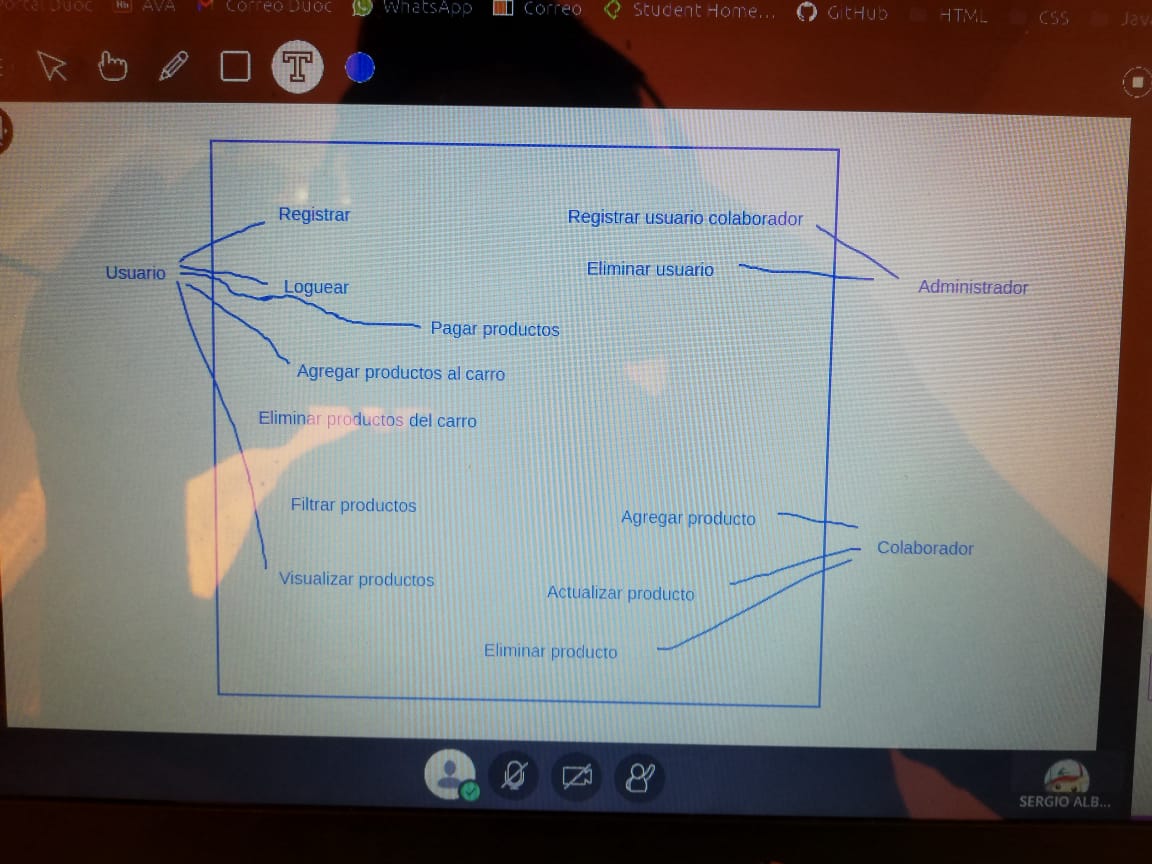 Portal Duoc AVA Correo Duoc WhatsApp Correo Student Home... GitHub HTML CSS
T
Registrar
Registrar usuario colaborador
Usuario
Eliminar usuario
Loguear
Administrador
Pagar productos
Agregar productos al carro
Eliminar productos del carro
Filtrar productos
Agregar producto
Colaborador
Visualizar productos
Actualizar producto
Eliminar producto
SERGIO ALB...